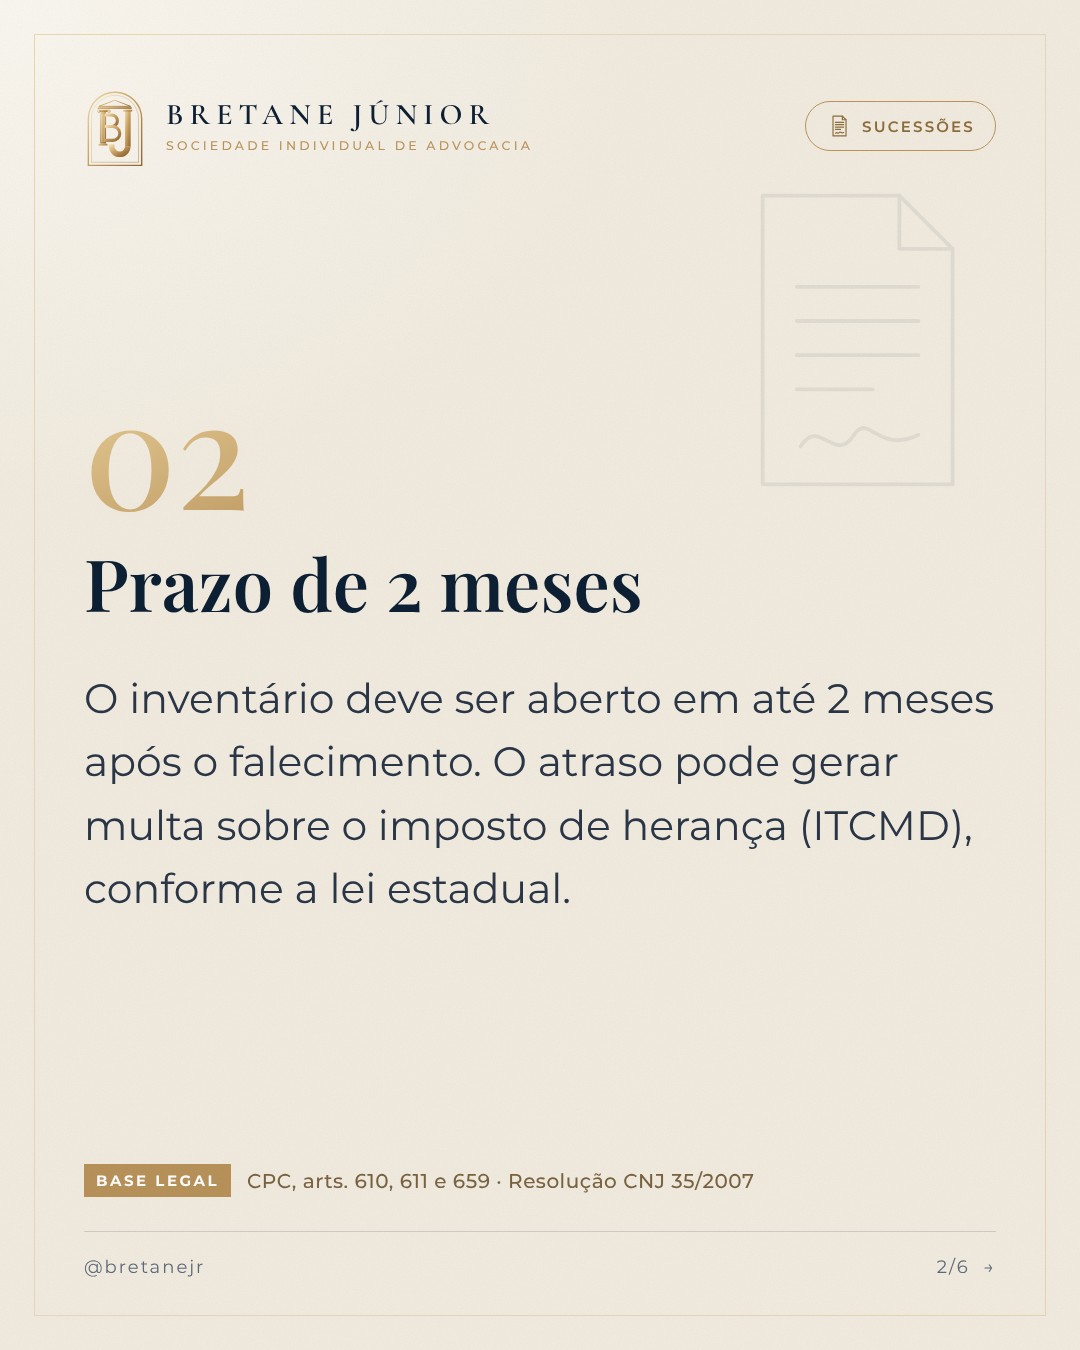 BJ
BRETANE JÚNIOR
SOCIEDADE INDIVIDUAL DE ADVOCACIA
SUCESSÕES
02
Prazo de 2 meses
O inventário deve ser aberto em até 2 meses
após o falecimento. O atraso pode gerar
multa sobre o imposto de herança (ITCMD),
conforme a lei estadual.
BASE LEGAL CPC, arts. 610, 611 e 659 · Resolução CNJ 35/2007
@bretanejr
2/6 →